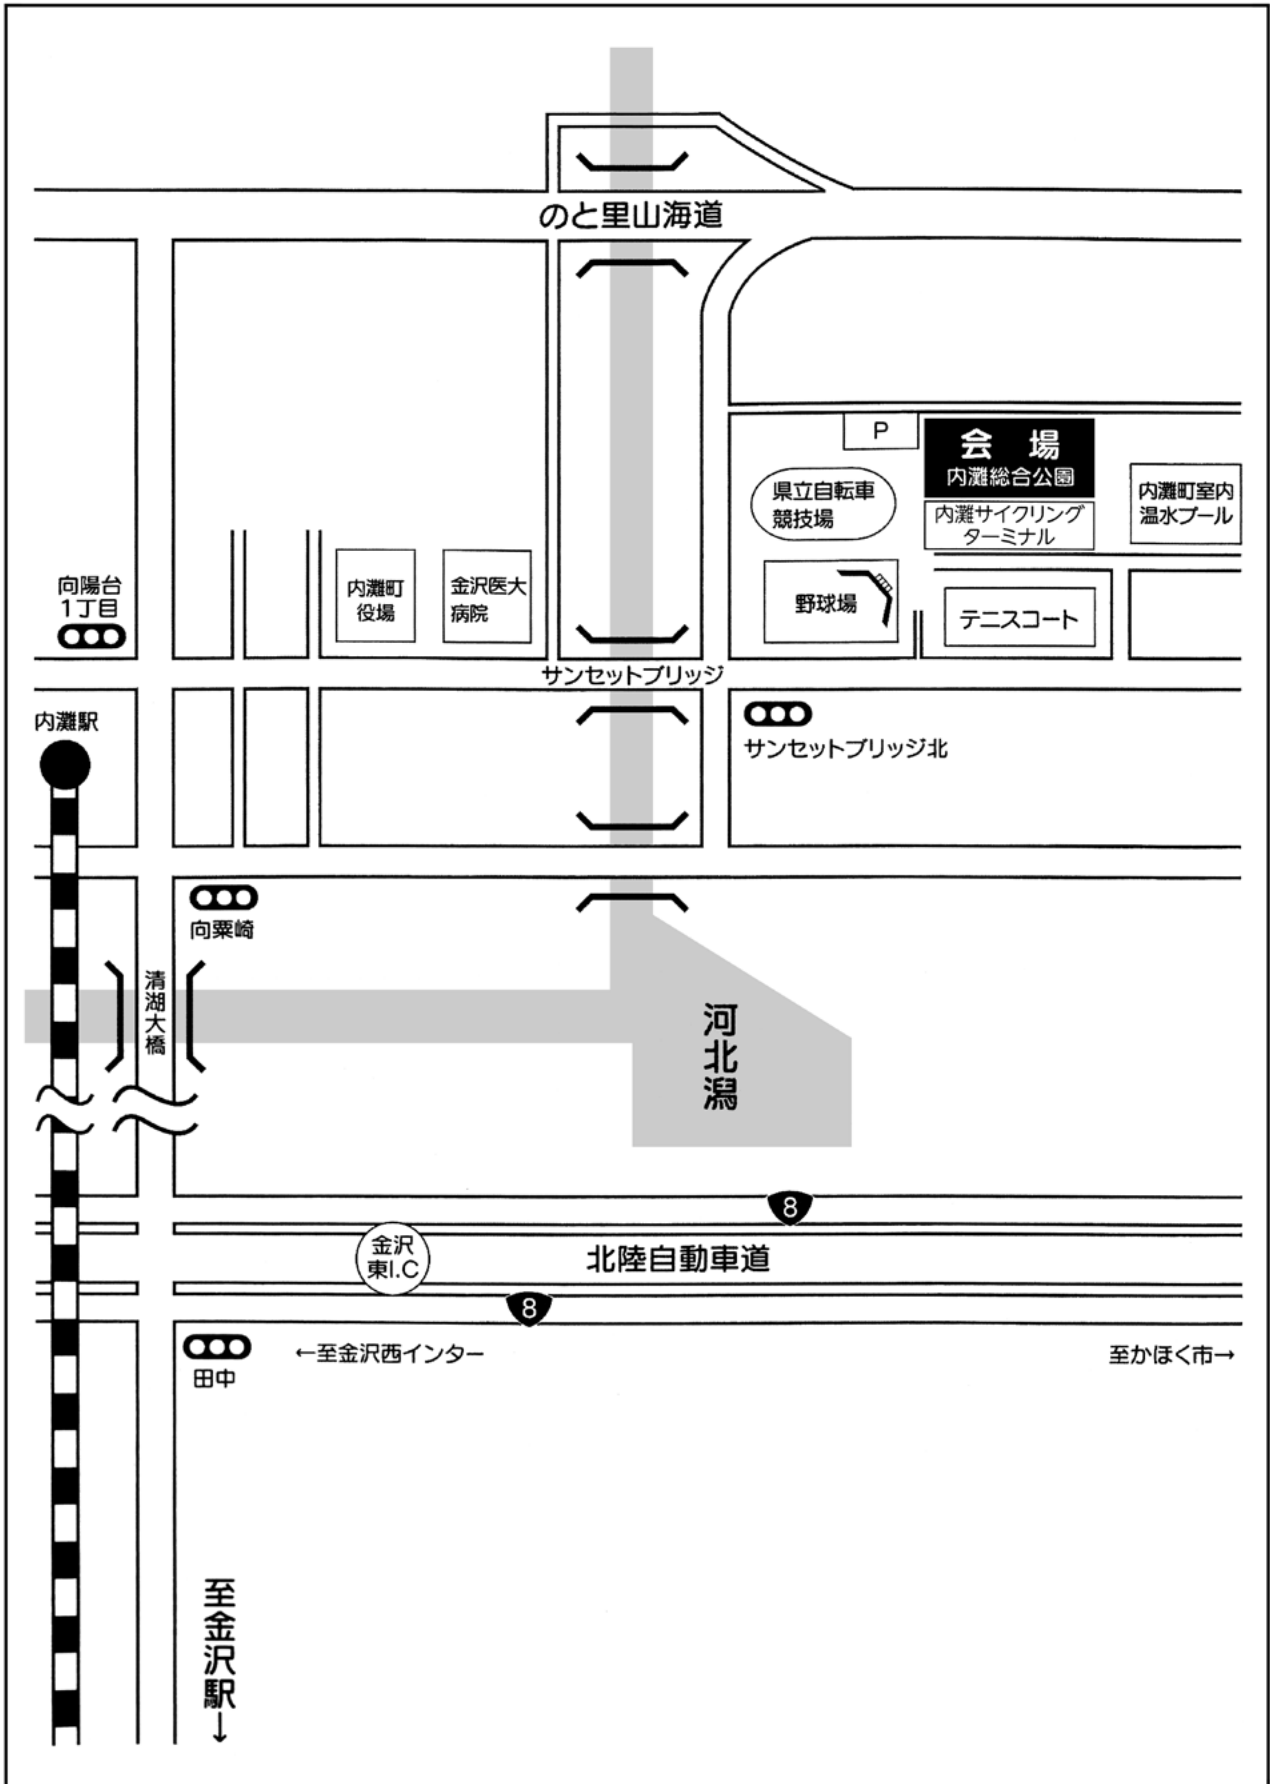 のと里山海道
P
会　場
内灘総合公園
県立自転車
競技場
内灘サイクリング
ターミナル
内灘町室内
温水プール
向陽台
1丁目
内灘町
役場
金沢医大
病院
野球場
テニスコート
サンセットブリッジ
内灘駅
サンセットブリッジ北
向粟崎
清湖大橋
河北潟
8
金沢
東I.C
北陸自動車道
8
田中
←至金沢西インター
至かほく市→
至金沢駅↓